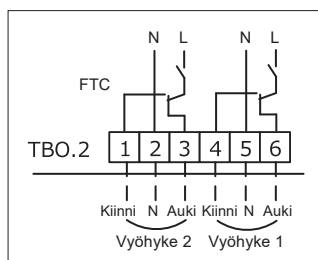 N L N L
FTC
TBO.2 1 2 3 4 5 6
Kiinni N Auki Kiinni N Auki
Vyöhyke 2 Vyöhyke 1